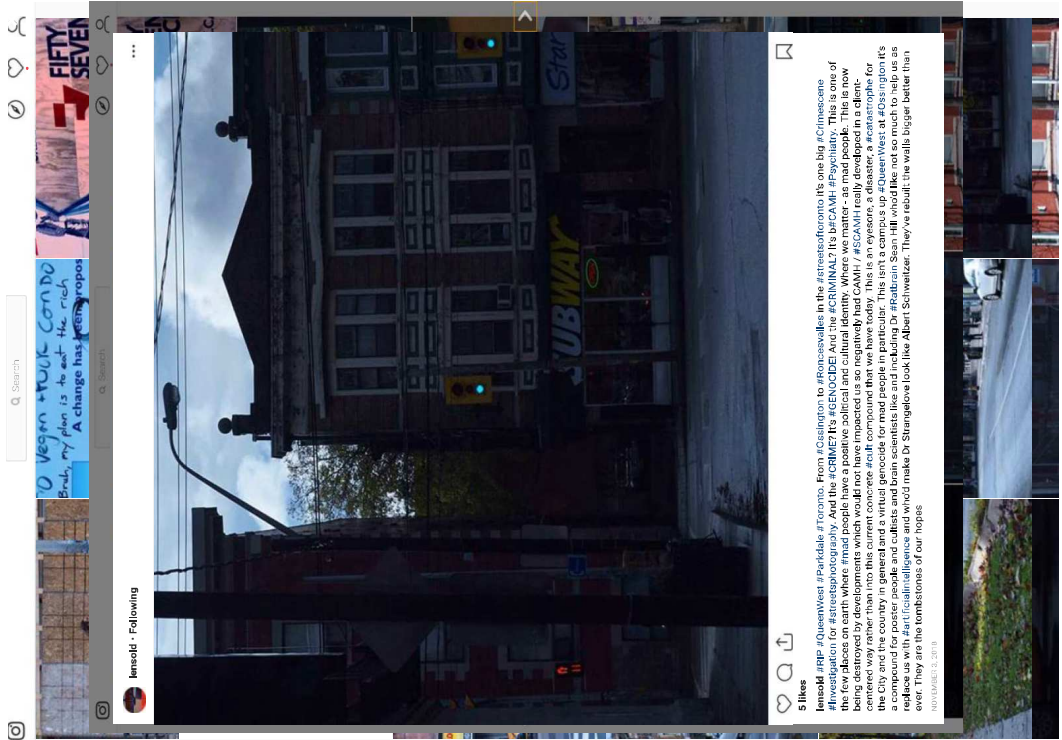 Search
FIFTY
SEVEN
Vegan
Bruh, my plan is to eat the rich
A change has been propos
Search
lensold • Following
Star
SUBWAY
5 likes
lensold #RIP #QueenWest #Parkdale #Toronto. From #Ossington to #Roncesvalles in the #streetsoftoronto it's one big #Crimescene
#Investigation for #streetsphotography. And the #CRIME? It's #GENOCIDE! And the #CRIMINAL? It's b#CAMH #Psychiatry. This is one of
the few places on earth where #mad people have a positive political and cultural identity. Where we matter - as mad people. This is now
being destroyed by developments which would not have impacted us so negatively had CAMH / #SCAMH really developed in a client-
centered way rather than into this current concrete #cult compound that we have today. This is an eyesore, a disaster, a #catastrophe for
the City and the country in general and a virtual genocide for mad people in particular. This isn't a campus up #QueenWest at #Ossington it's
a compound for poster people and cultists and brain scientists like and including Dr #Ratbrain Sean Hill who'd like not so much to help us as
replace us with #artificialintelligence and who'd make Dr Strangelove look like Albert Schweitzer. They've rebuilt the walls bigger better than
ever. They are the tombstones of our hopes
NOVEMBER 3, 2018